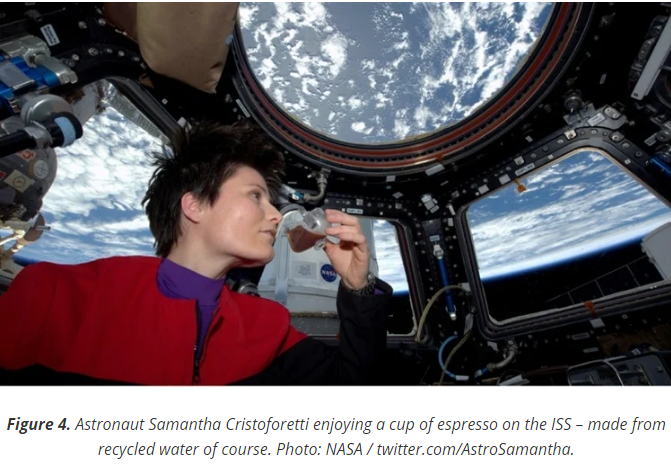 NASA
Figure 4. Astronaut Samantha Cristoforetti enjoying a cup of espresso on the ISS – made from
recycled water of course. Photo: NASA / twitter.com/AstroSamantha.